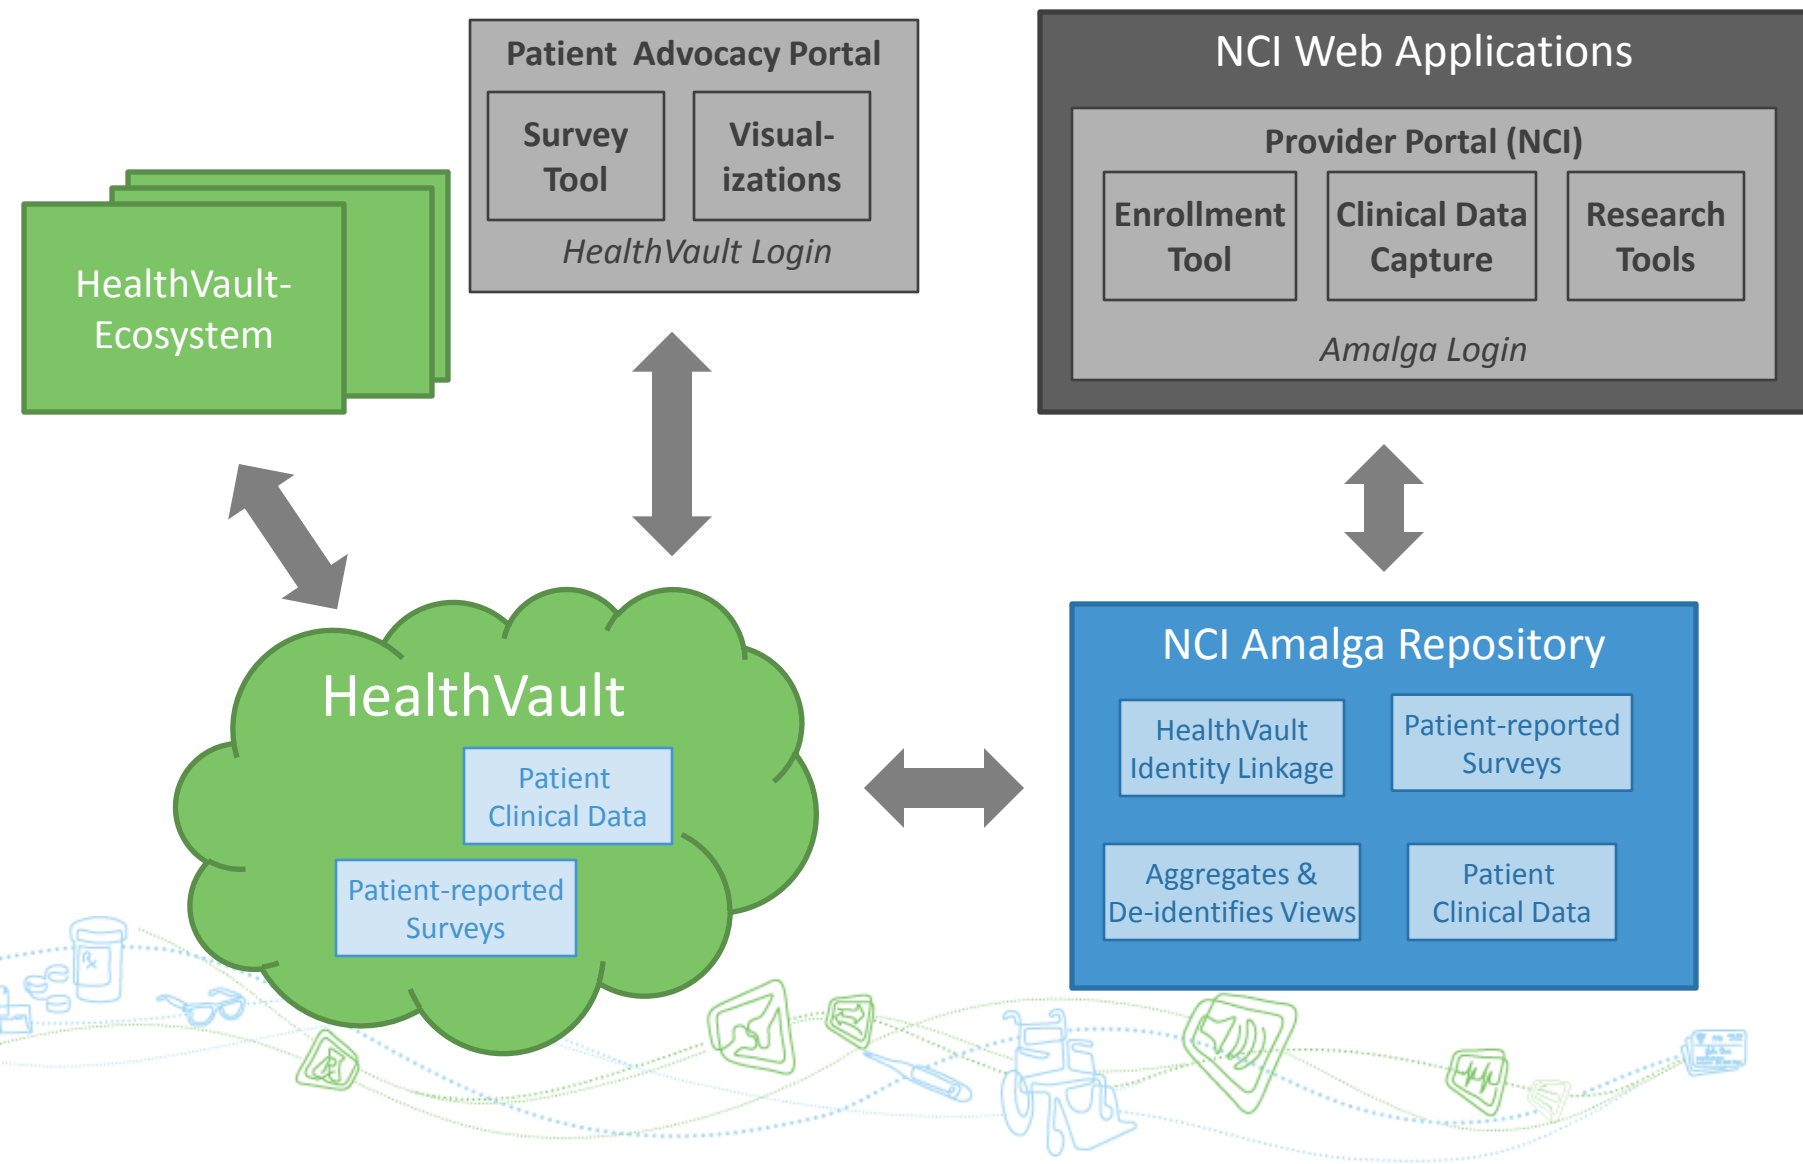 Patient Advocacy Portal
Survey
Tool
Visual-
izations
HealthVault Login
NCI Web Applications
Provider Portal (NCI)
Enrollment
Tool
Clinical Data
Capture
Research
Tools
Amalga Login
HealthVault-
Ecosystem
HealthVault
Patient
Clinical Data
Patient-reported
Surveys
NCI Amalga Repository
HealthVault
Identity Linkage
Patient-reported
Surveys
Aggregates &
De-identifies Views
Patient
Clinical Data
Rx